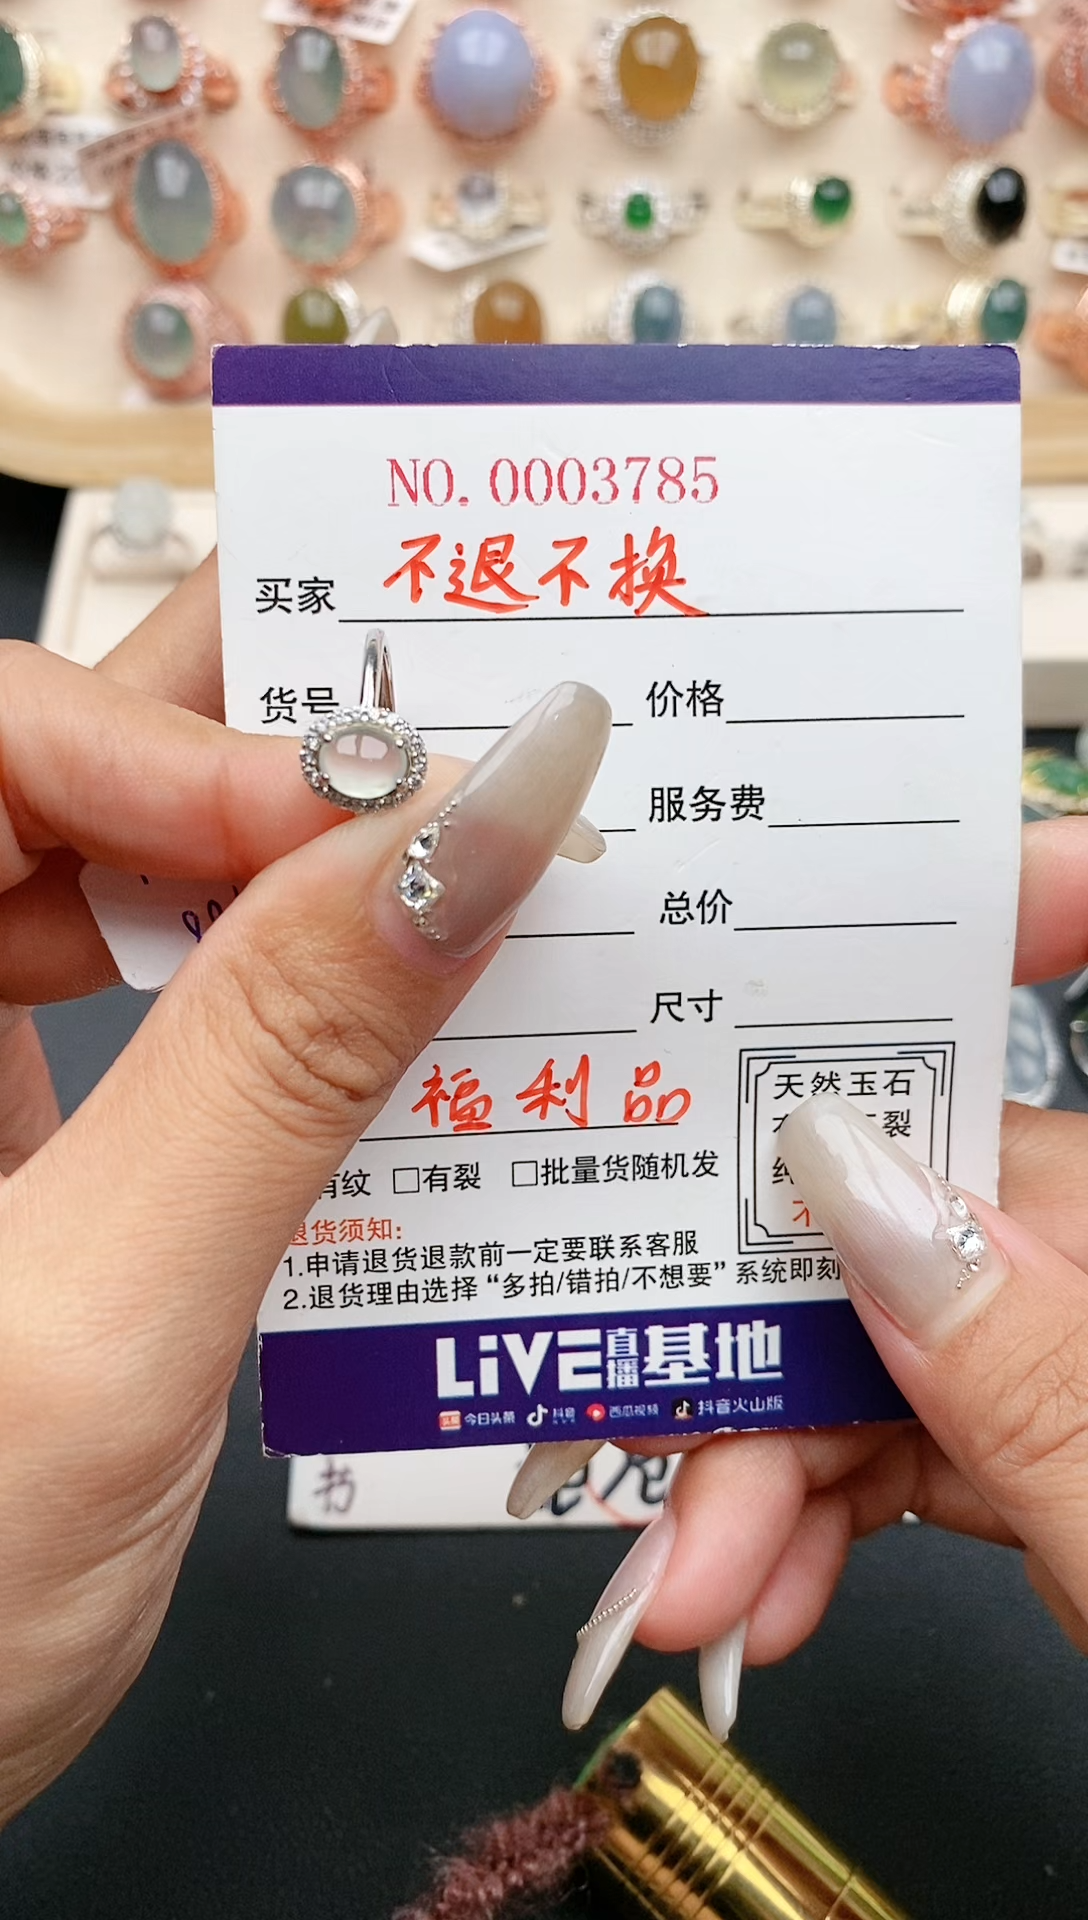 NO.0003785
买家 不退不换
货号 价格
服务费
总价
尺寸
福利品
天然玉石
裂
有纹 □有裂 □批量货随机发
退货须知:
1.申请退货退款前一定要联系客服
2.退货理由选择“多拍/错拍/不想要”系统即刻
LiVE直播基地
今日头条 抖音 西瓜视频 抖音火山版